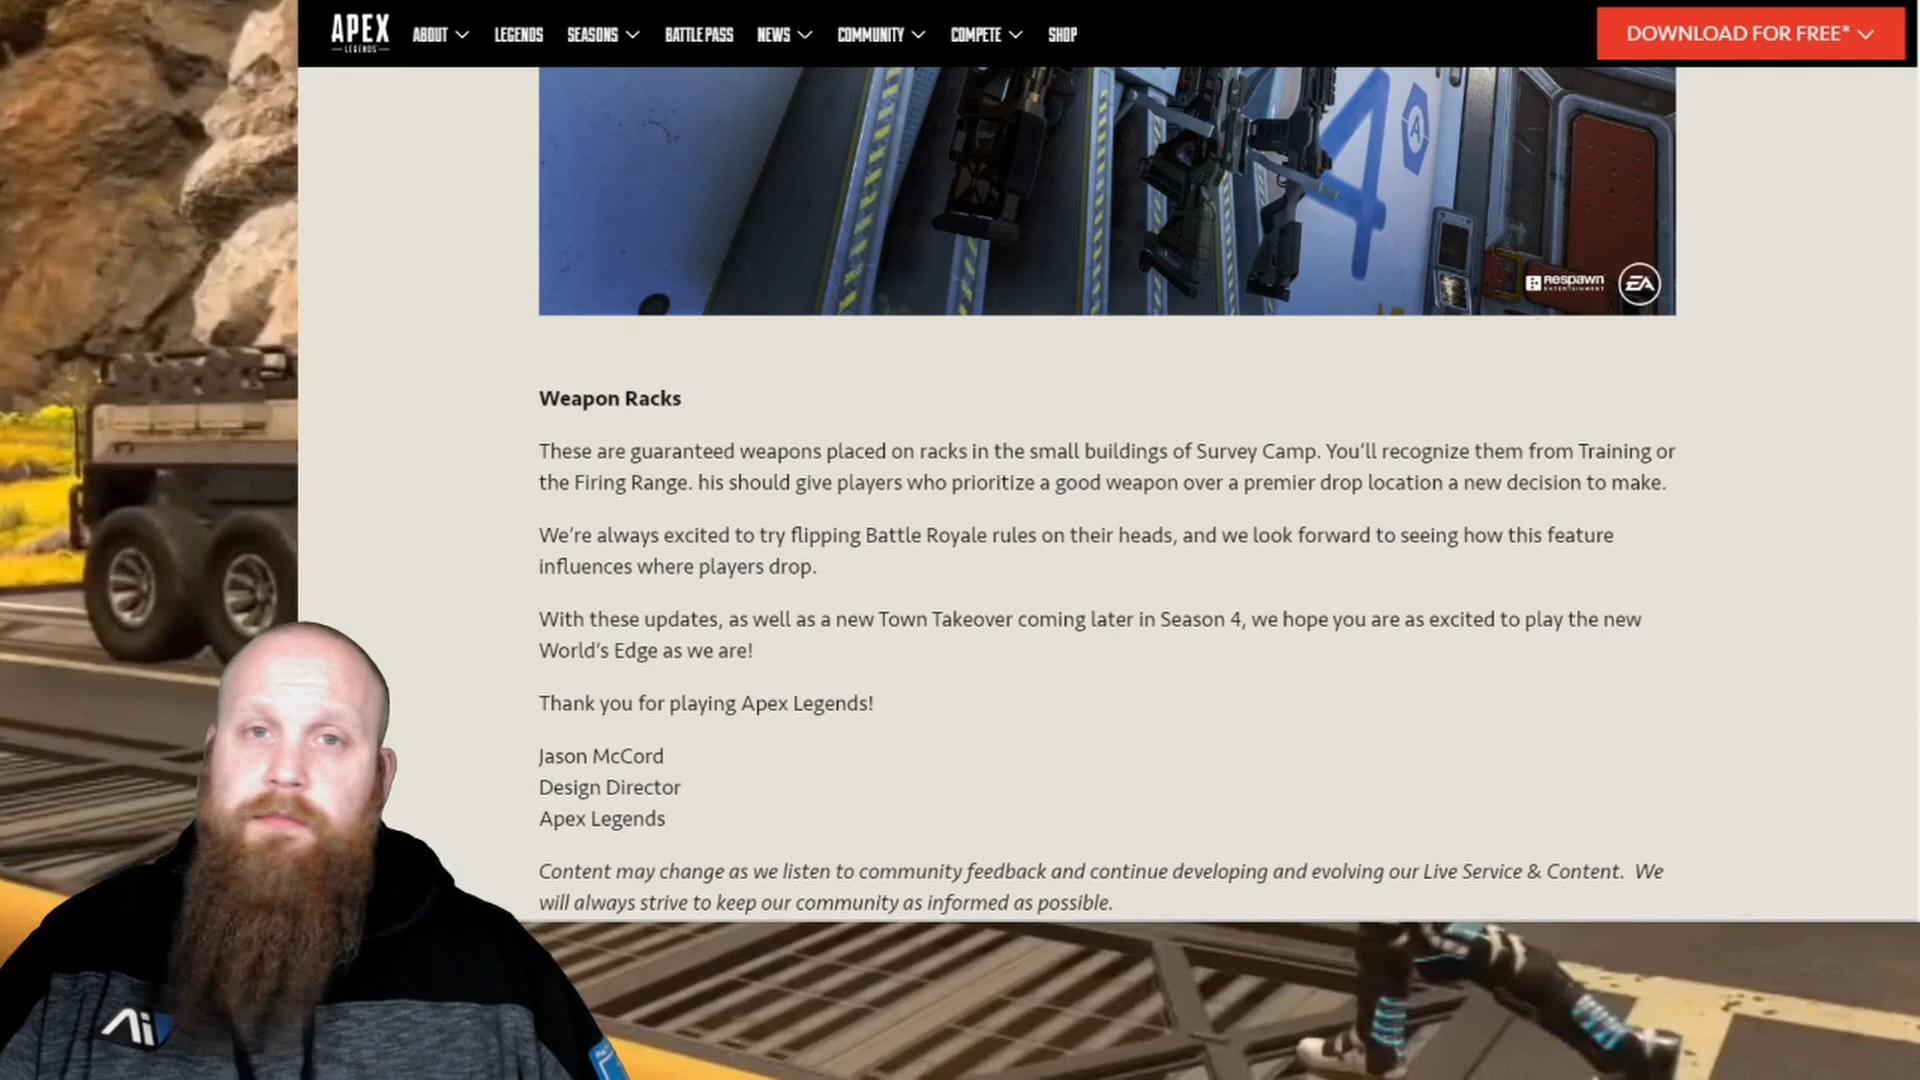 APEX
LEGENDS
ABOUT LEGENDS SEASONS BATTLE PASS NEWS COMMUNITY COMPETE SHOP
DOWNLOAD FOR FREE*
4
A
Respawn
ENTERTAINMENT
EA
Weapon Racks
These are guaranteed weapons placed on racks in the small buildings of Survey Camp. You’ll recognize them from Training or
the Firing Range. his should give players who prioritize a good weapon over a premier drop location a new decision to make.
We’re always excited to try flipping Battle Royale rules on their heads, and we look forward to seeing how this feature
influences where players drop.
With these updates, as well as a new Town Takeover coming later in Season 4, we hope you are as excited to play the new
World’s Edge as we are!
Thank you for playing Apex Legends!
Jason McCord
Design Director
Apex Legends
Content may change as we listen to community feedback and continue developing and evolving our Live Service & Content. We
will always strive to keep our community as informed as possible.